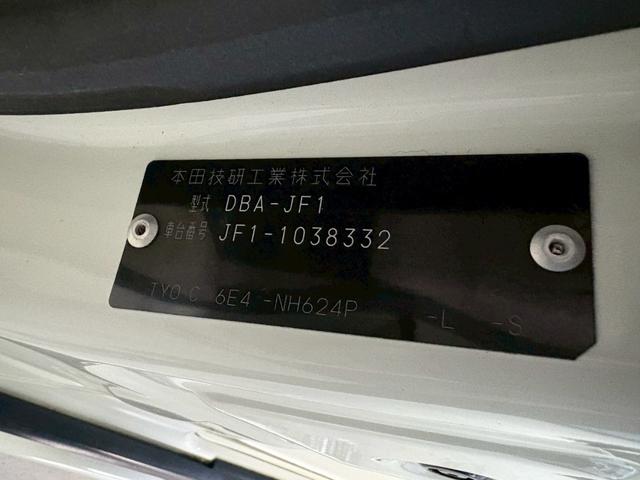 本田技研工業株式会社
型式 DBA-JF1
車台番号 JF1-1038332
TYO C 6E4 -NH624P -L -S